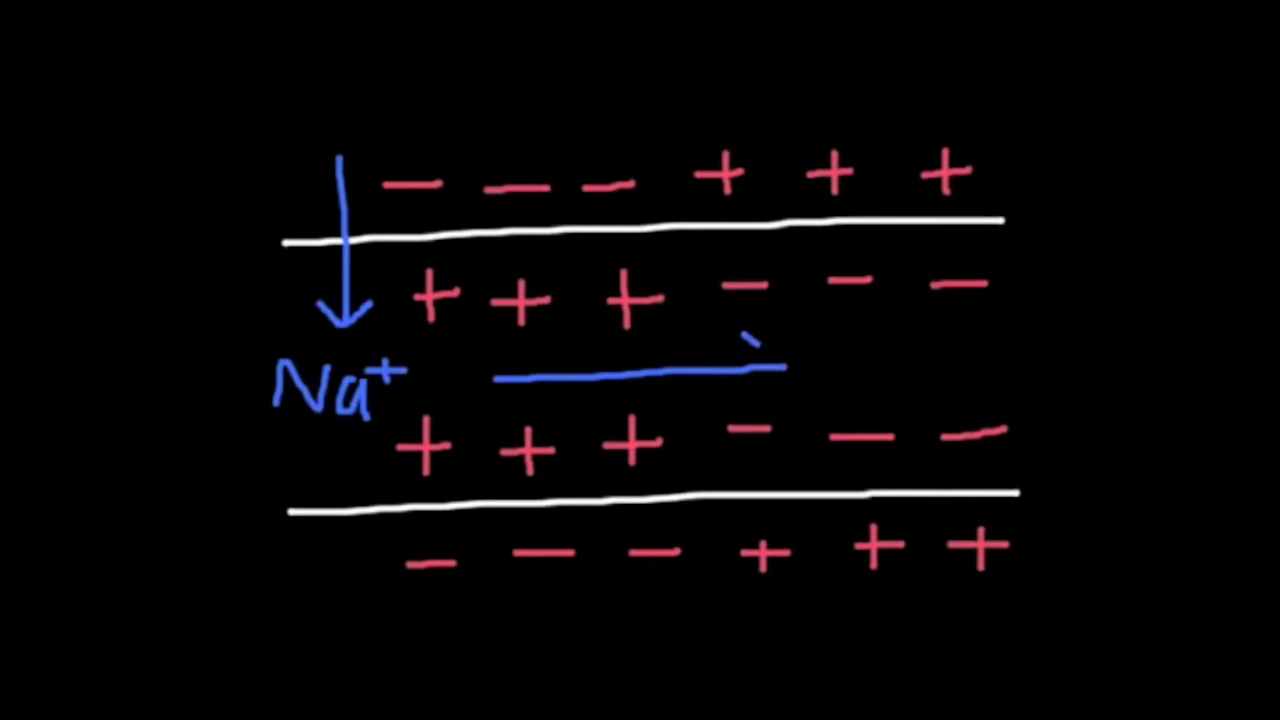 − − − + + +
+ + + − − −
Na⁺
+ + + − − −
− − − + + +